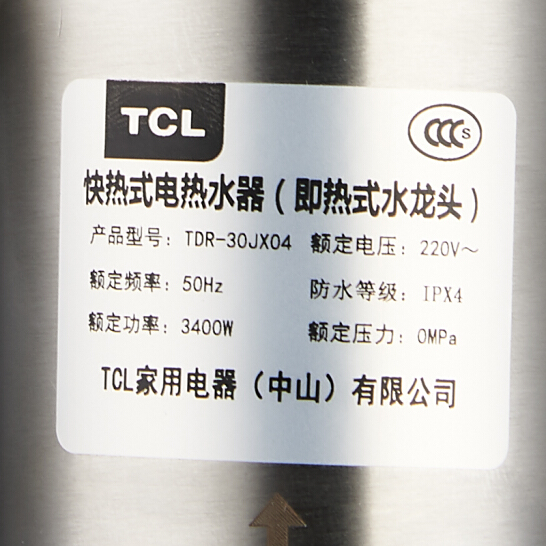 TCL
CCC S
快热式电热水器(即热式水龙头)
产品型号: TDR-30JX04 额定电压: 220V~
额定频率: 50Hz 防水等级: IPX4
额定功率: 3400W 额定压力: 0MPa
TCL家用电器(中山)有限公司